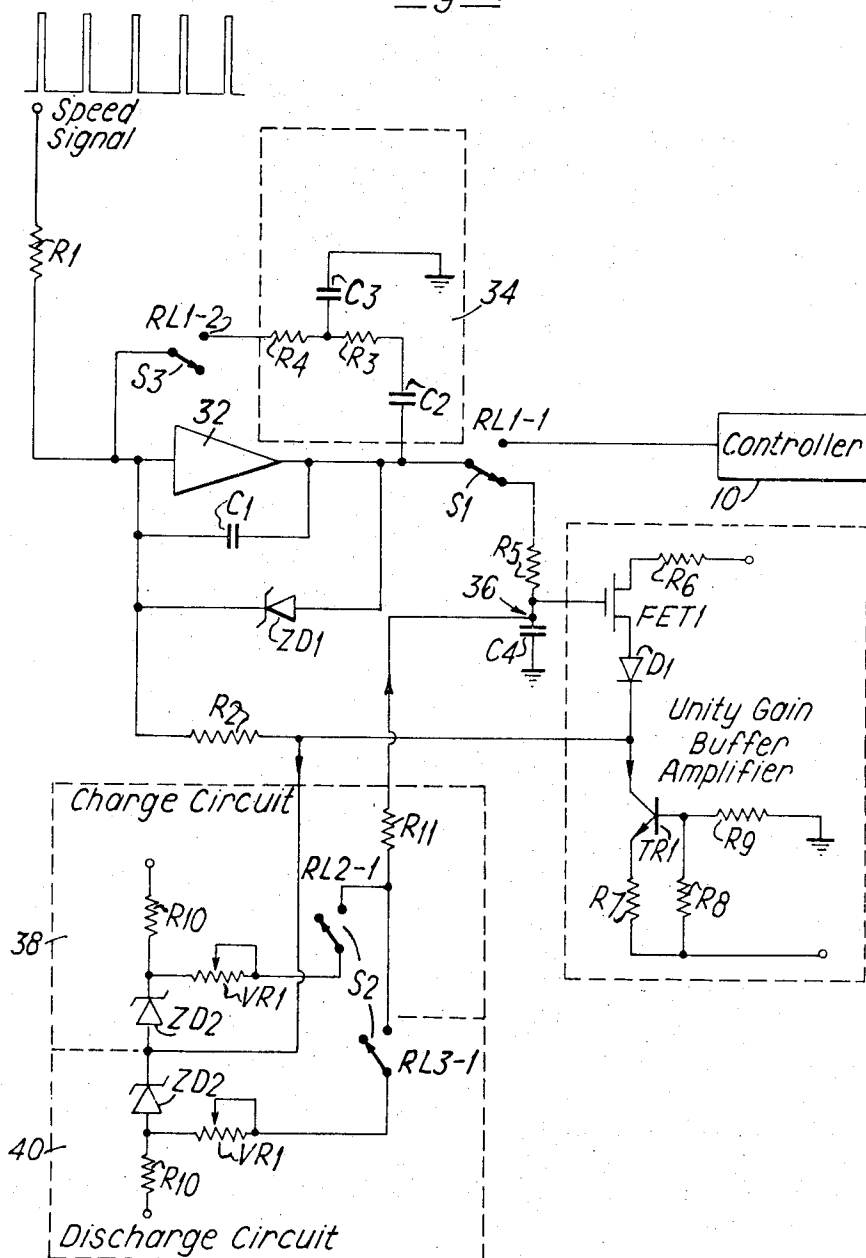 g
Speed
Signal
R1
C3
34
RL1-2
R4
R3
S3
C2
32
RL1-1
Controller
S1
10
C1
R5
R6
36
FET1
ZD1
C4
D1
R2
Unity Gain
Buffer
Amplifier
Charge Circuit
R11
R9
TR1
RL2-1
R7
R8
R10
38
S2
VR1
ZD2
RL3-1
ZD2
40
VR1
R10
Discharge Circuit